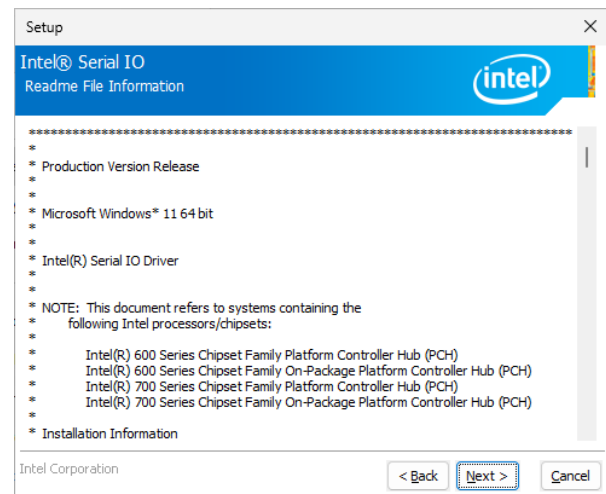 Setup
Intel® Serial IO
Readme File Information
intel
*******************************************************************************
*
* Production Version Release
*
*
* Microsoft Windows* 11 64 bit
*
*
* Intel(R) Serial IO Driver
*
*
* NOTE: This document refers to systems containing the
* following Intel processors/chipsets:
*
* Intel(R) 600 Series Chipset Family Platform Controller Hub (PCH)
* Intel(R) 600 Series Chipset Family On-Package Platform Controller Hub (PCH)
* Intel(R) 700 Series Chipset Family Platform Controller Hub (PCH)
* Intel(R) 700 Series Chipset Family On-Package Platform Controller Hub (PCH)
*
* Installation Information
Intel Corporation
< Back Next > Cancel